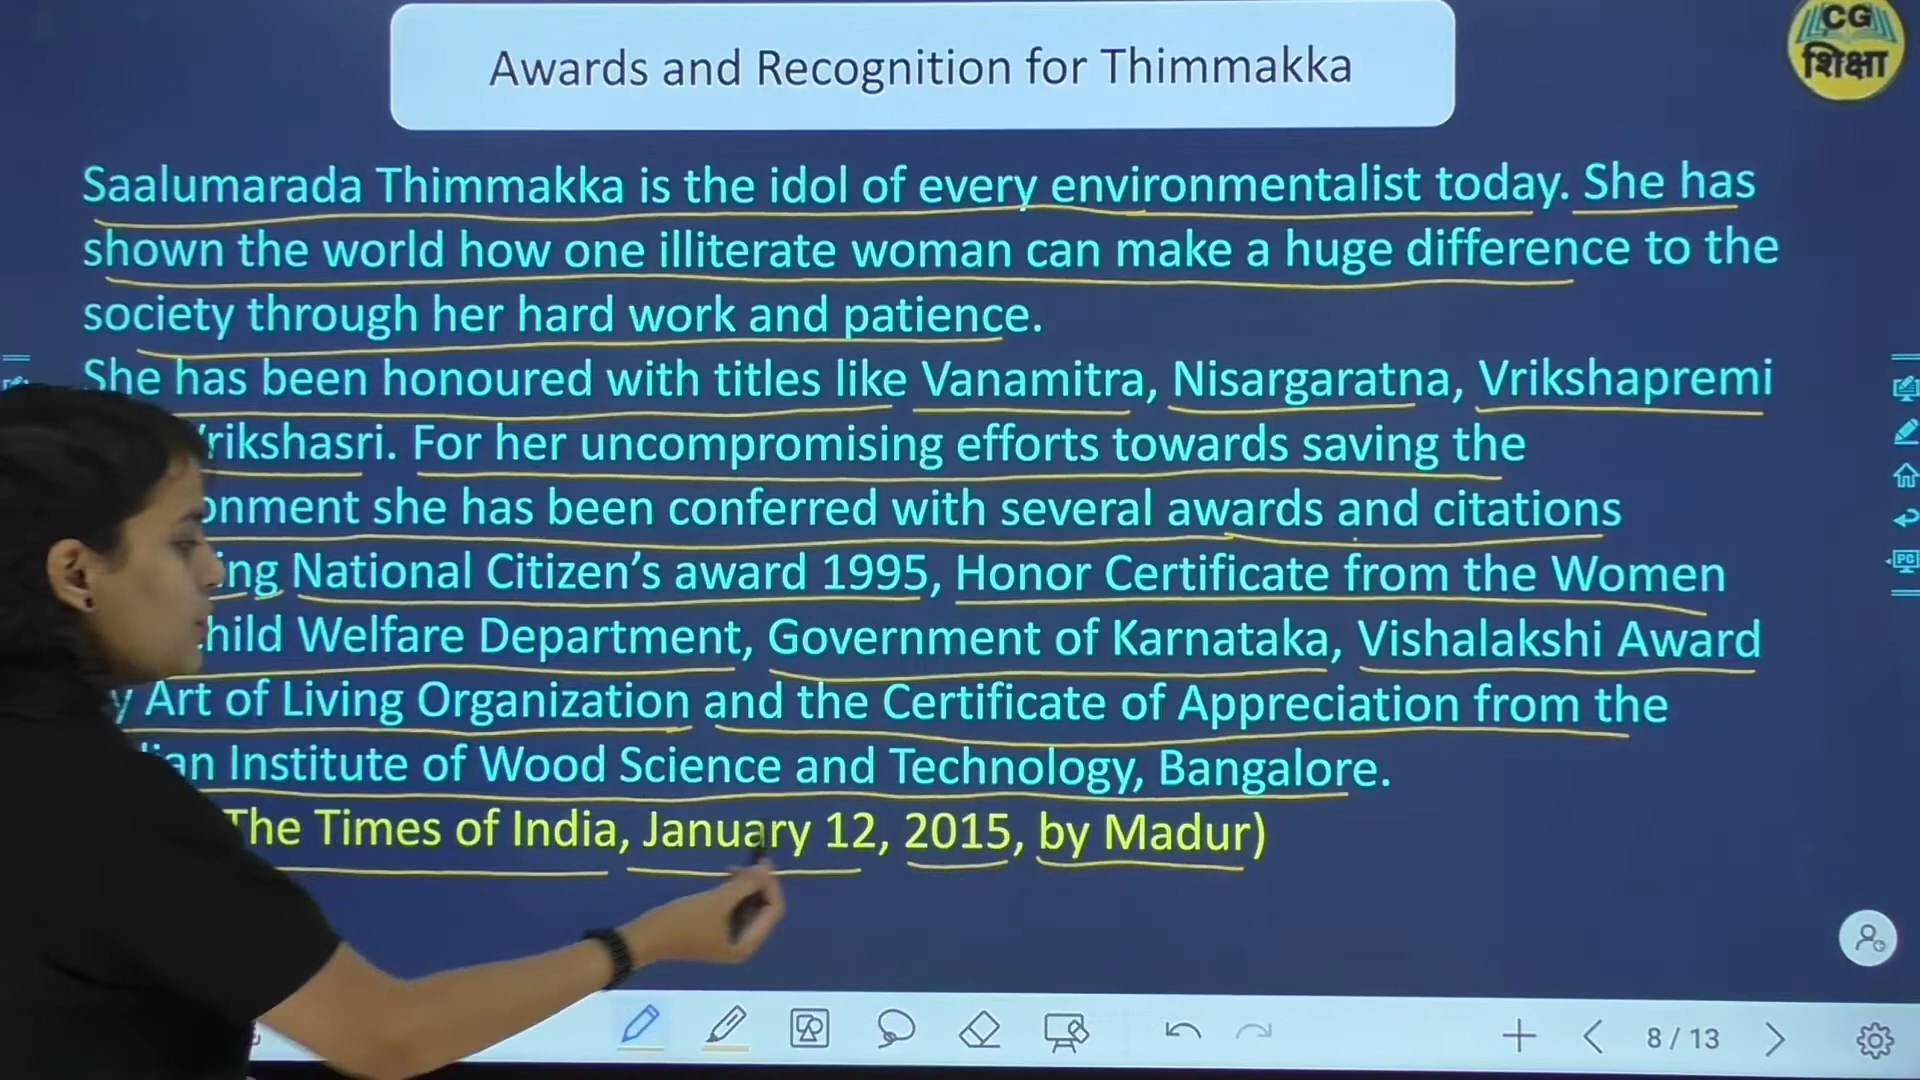 Awards and Recognition for Thimmakka
CG
शिक्षा
Saalumarada Thimmakka is the idol of every environmentalist today. She has
shown the world how one illiterate woman can make a huge difference to the
society through her hard work and patience.
She has been honoured with titles like Vanamitra, Nisargaratna, Vrikshapremi
rikshasri. For her uncompromising efforts towards saving the
onment she has been conferred with several awards and citations
ing National Citizen’s award 1995, Honor Certificate from the Women
hild Welfare Department, Government of Karnataka, Vishalakshi Award
y Art of Living Organization and the Certificate of Appreciation from the
an Institute of Wood Science and Technology, Bangalore.
The Times of India, January 12, 2015, by Madur)
PC
8 / 13